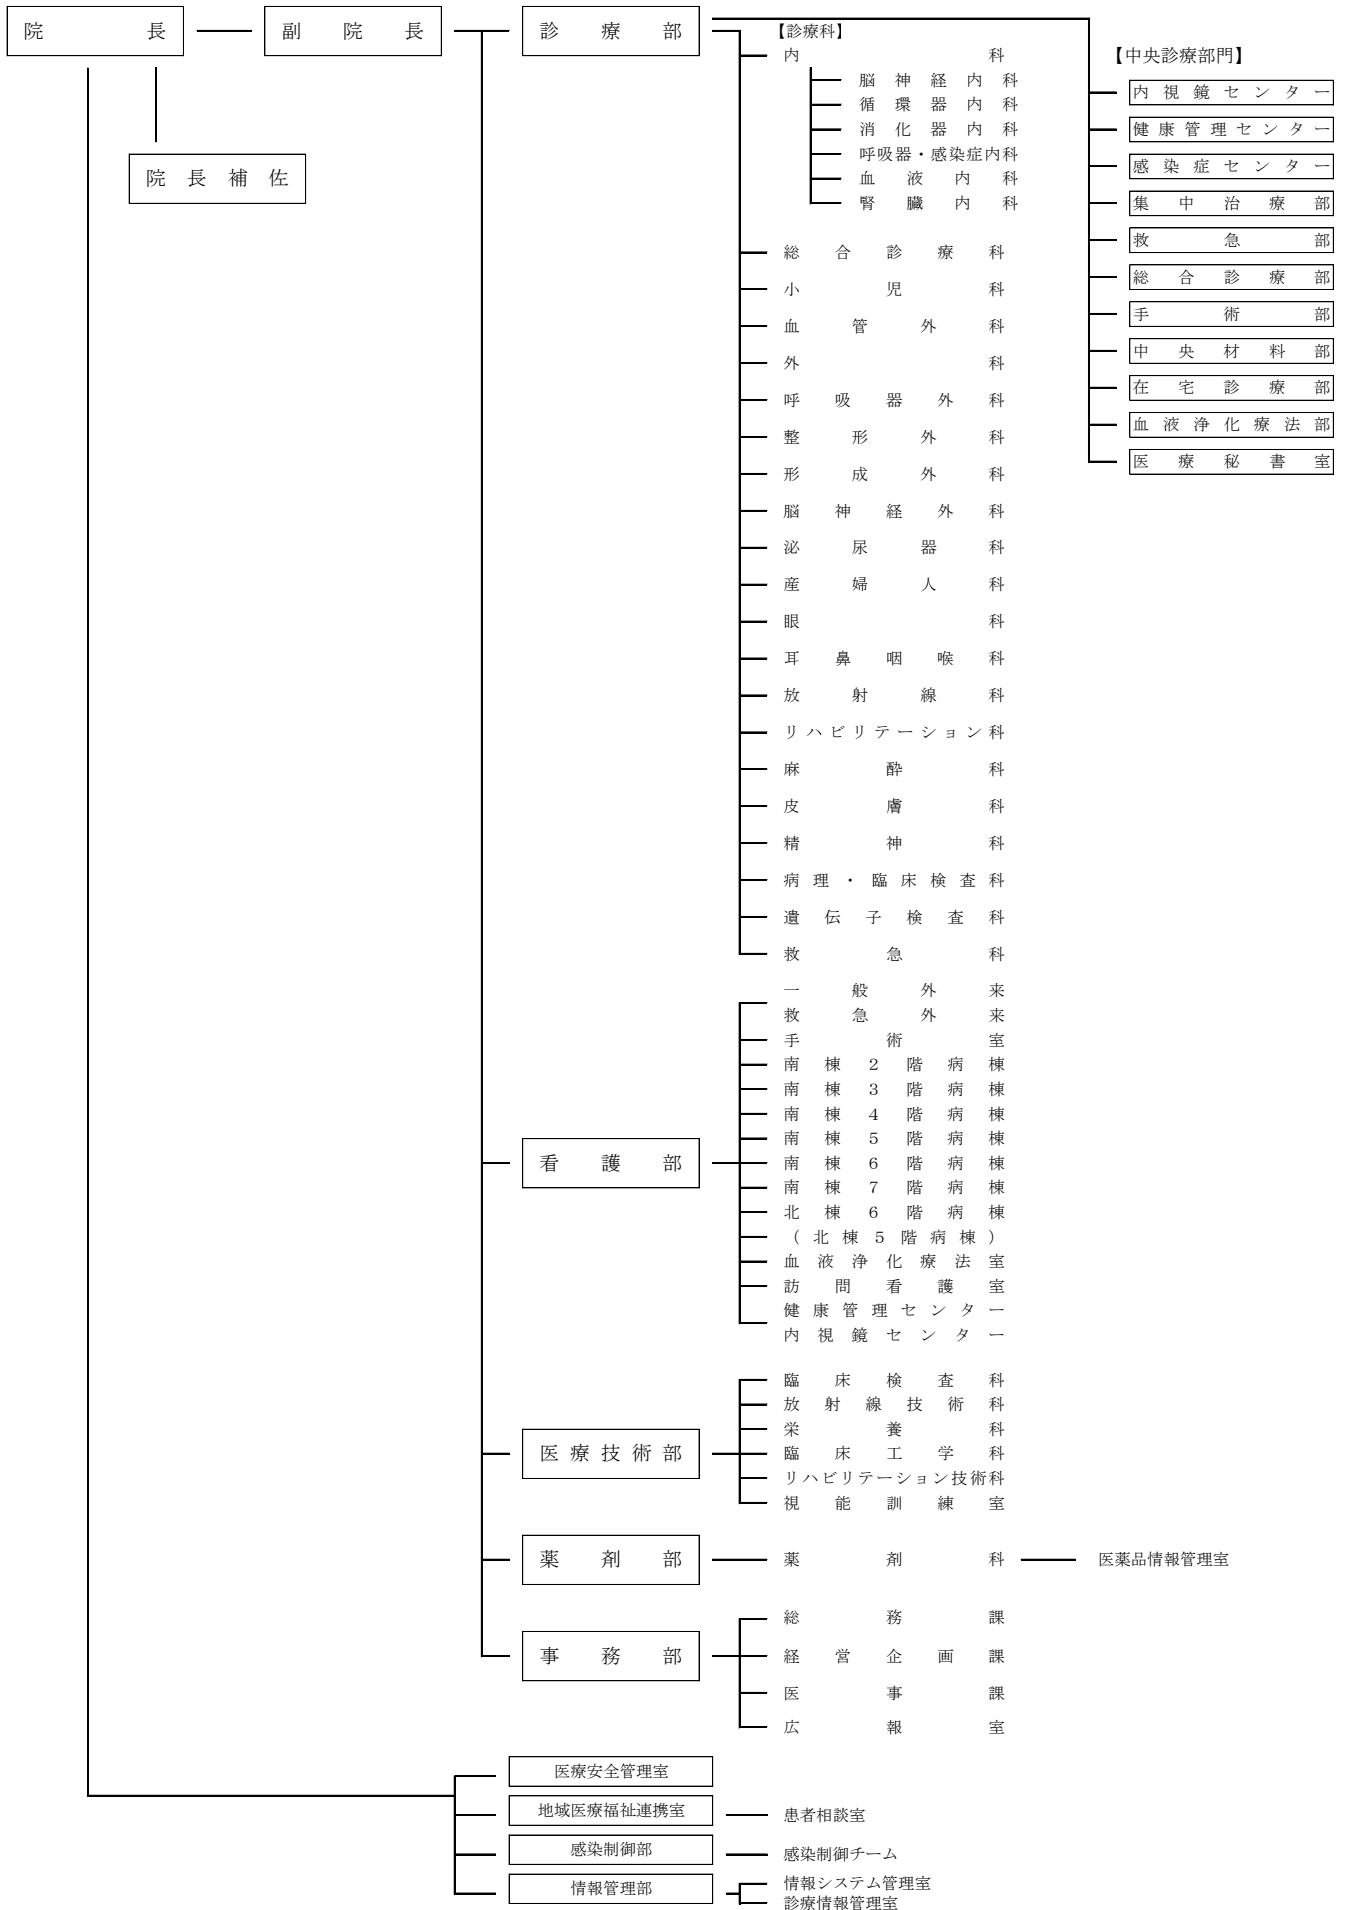 院長
副院長
院長補佐
診療部
【診療科】
内科
脳神経内科
循環器内科
消化器内科
呼吸器・感染症内科
血液内科
腎臓内科
総合診療科
小児科
血管外科
外科
呼吸器外科
整形外科
形成外科
脳神経外科
泌尿器科
産婦人科
眼科
耳鼻咽喉科
放射線科
リハビリテーション科
麻酔科
皮膚科
精神科
病理・臨床検査科
遺伝子検査科
救急科
【中央診療部門】
内視鏡センター
健康管理センター
感染症センター
集中治療部
救急部
総合診療部
手術部
中央材料部
在宅診療部
血液浄化療法部
医療秘書室
看護部
一般外来
救急外来
手術室
南棟2階病棟
南棟3階病棟
南棟4階病棟
南棟5階病棟
南棟6階病棟
南棟7階病棟
北棟6階病棟
（北棟5階病棟）
血液浄化療法室
訪問看護室
健康管理センター
内視鏡センター
医療技術部
臨床検査科
放射線技術科
栄養科
臨床工学科
リハビリテーション技術科
視能訓練室
薬剤部
薬剤科
医薬品情報管理室
事務部
総務課
経営企画課
医事課
広報室
医療安全管理室
地域医療福祉連携室
患者相談室
感染制御部
感染制御チーム
情報管理部
情報システム管理室
診療情報管理室